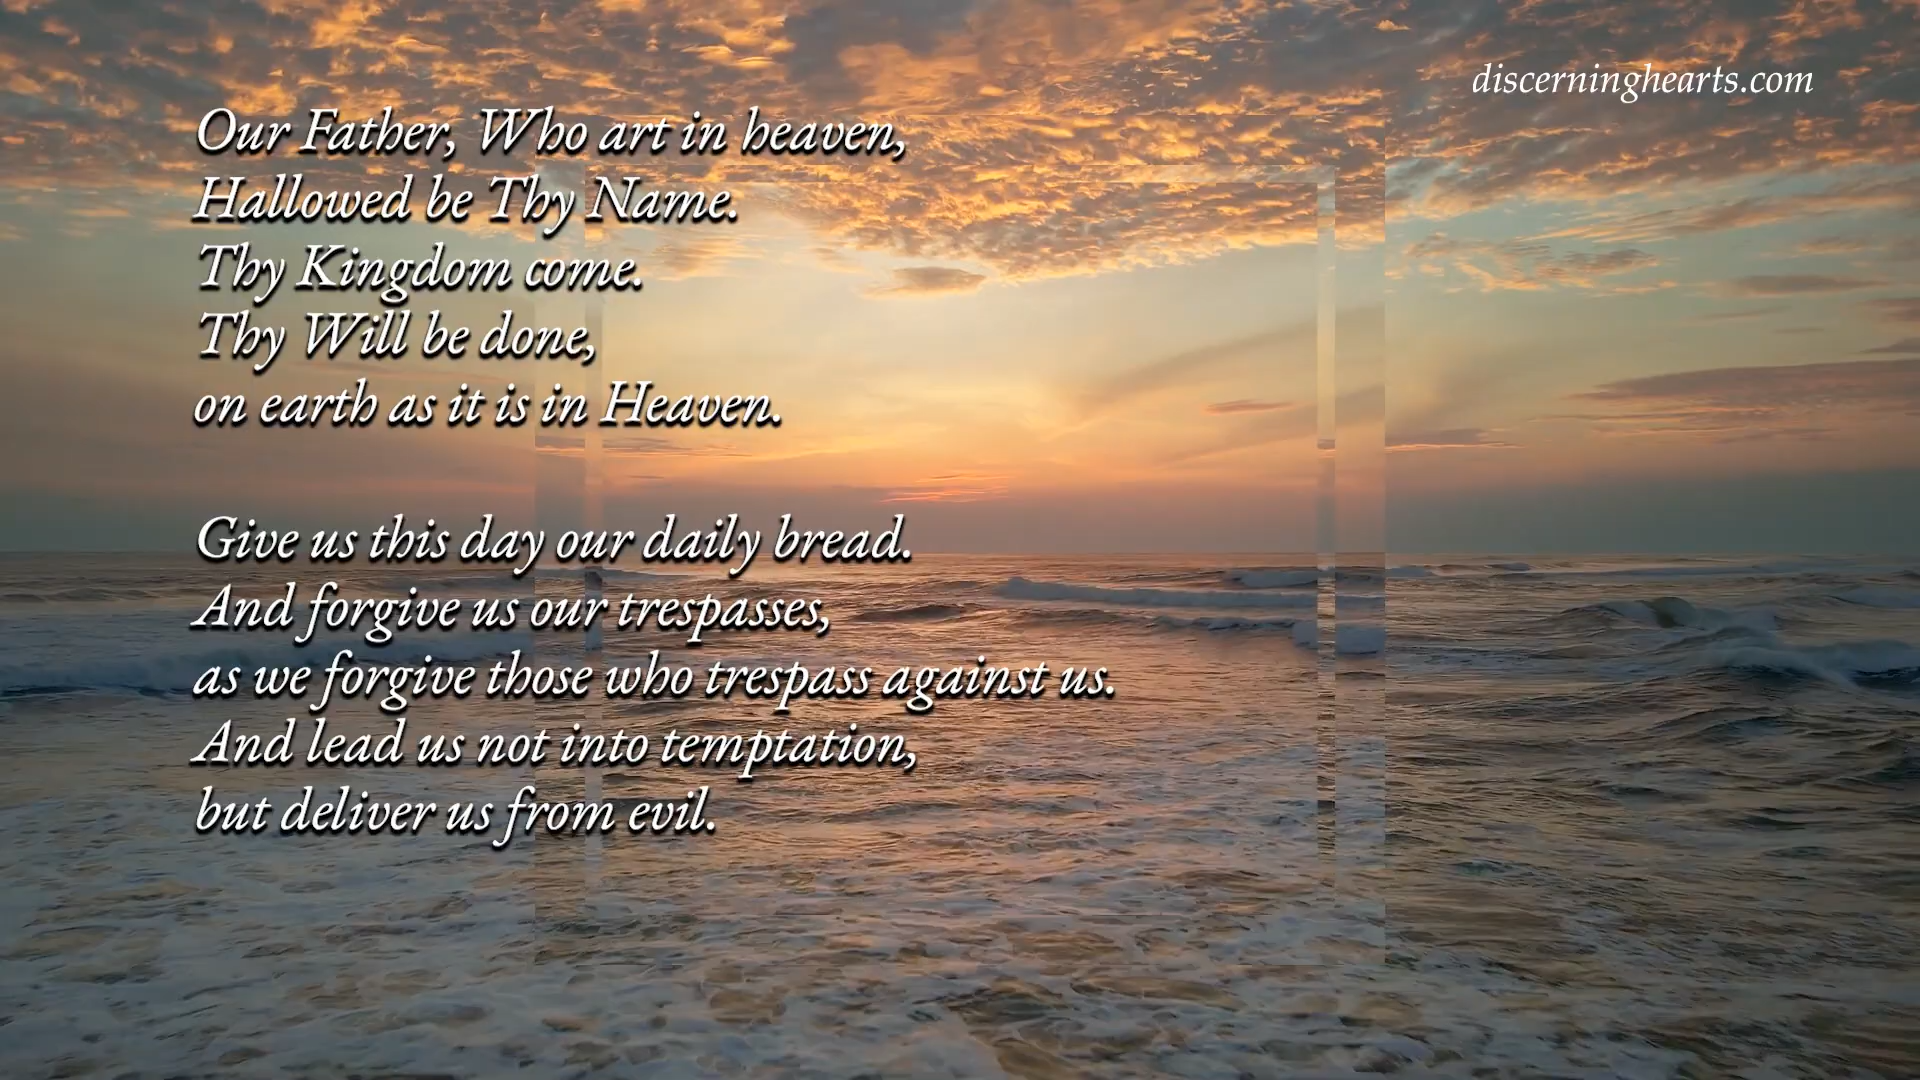 discerninghearts.com
Our Father, Who art in heaven,
Hallowed be Thy Name.
Thy Kingdom come.
Thy Will be done,
on earth as it is in Heaven.
Give us this day our daily bread.
And forgive us our trespasses,
as we forgive those who trespass against us.
And lead us not into temptation,
but deliver us from evil.